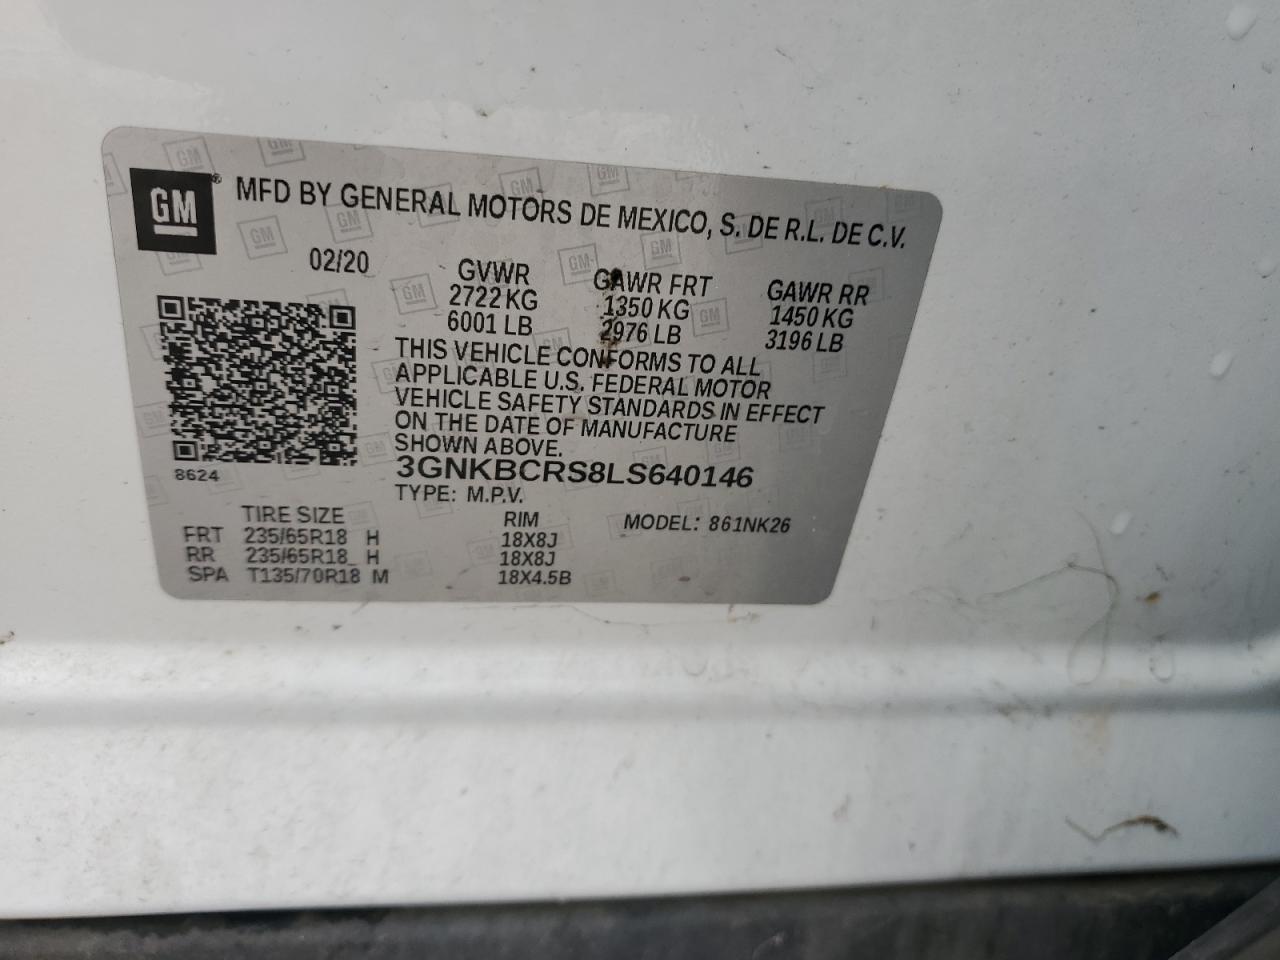 GM ® MFD BY GENERAL MOTORS DE MEXICO, S. DE R.L. DE C.V.
02/20 GVWR GAWR FRT GAWR RR
2722 KG 1350 KG 1450 KG
6001 LB 2976 LB 3196 LB
THIS VEHICLE CONFORMS TO ALL
APPLICABLE U.S. FEDERAL MOTOR
VEHICLE SAFETY STANDARDS IN EFFECT
ON THE DATE OF MANUFACTURE
SHOWN ABOVE.
8624 3GNKBCRS8LS640146
TYPE: M.P.V.
TIRE SIZE RIM MODEL: 861NK26
FRT 235/65R18 H 18X8J
RR 235/65R18 H 18X8J
SPA T135/70R18 M 18X4.5B